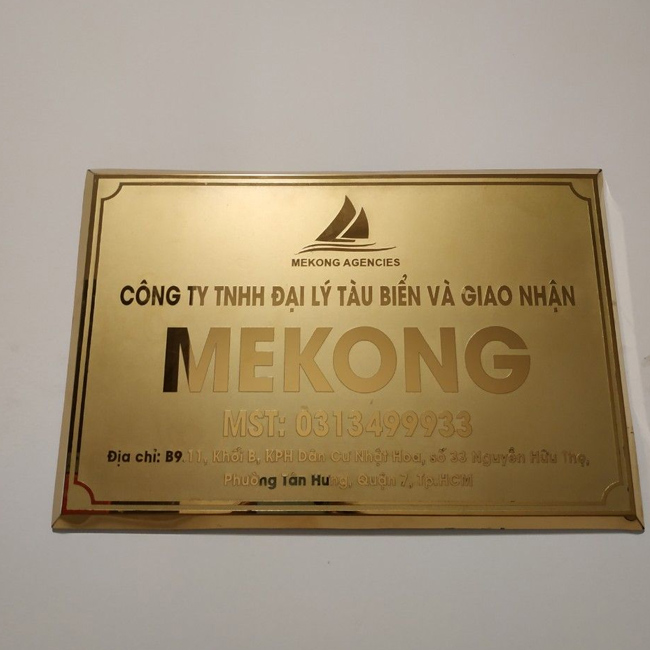 MEKONG AGENCIES
CÔNG TY TNHH ĐẠI LÝ TÀU BIỂN VÀ GIAO NHẬN
MEKONG
MST: 0313499933
Địa chỉ: B9.11, Khối B, KPH Dân Cư Nhật Hoa, số 33 Nguyễn Hữu Thọ,
Phường Tân Hưng, Quận 7, Tp.HCM